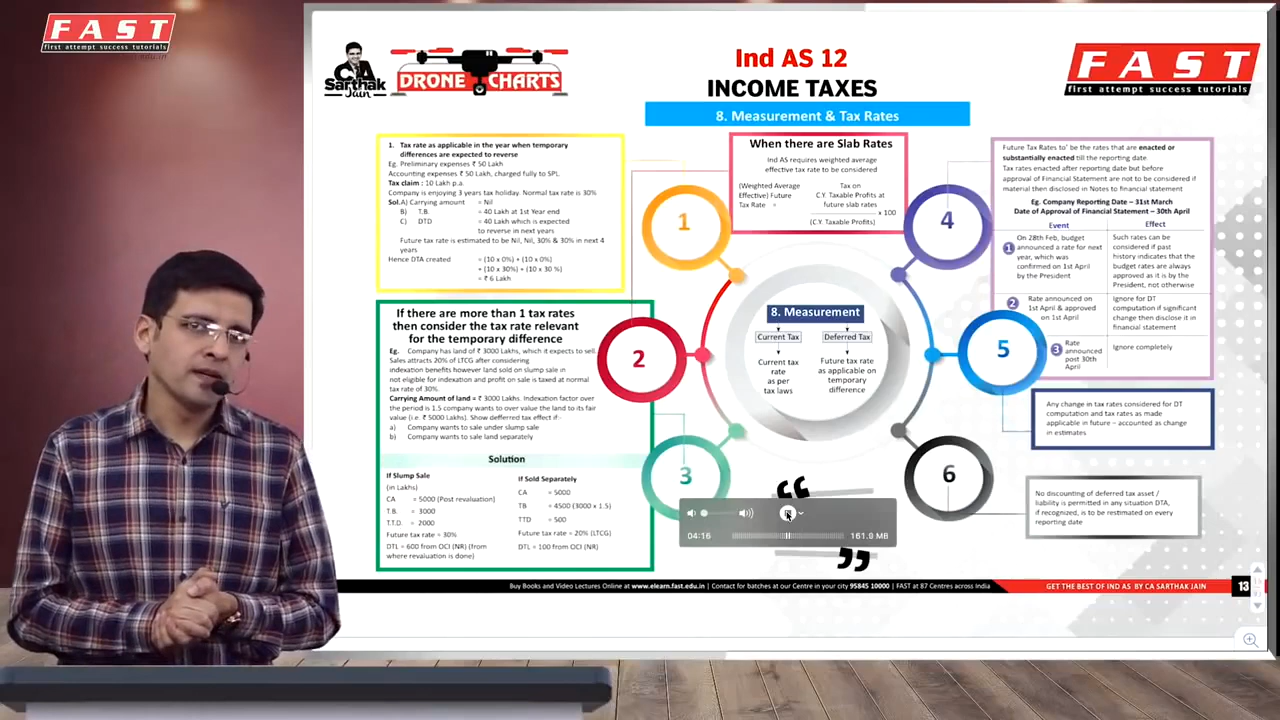 FAST
first attempt success tutorials
CA
Sarthak
Jain
DRONE CHARTS
Ind AS 12
INCOME TAXES
8. Measurement & Tax Rates
FAST
first attempt success tutorials
1. Tax rate as applicable in the year when temporary
differences are expected to reverse
Eg. Preliminary expenses ₹ 50 Lakh
Accounting expenses ₹ 50 Lakh, charged fully to SPL
Tax claim : 10 Lakh p.a.
Company is enjoying 3 years tax holiday. Normal tax rate is 30%
Sol.A) Carrying amount = Nil
B) T.B. = 40 Lakh at 1st Year end
C) DTD = 40 Lakh which is expected
to reverse in next years
Future tax rate is estimated to be Nil, Nil, 30% & 30% in next 4
years
Hence DTA created = (10 x 0%) + (10 x 0%)
+ (10 x 30%) + (10 x 30 %)
= ₹ 6 Lakh
1
When there are Slab Rates
Ind AS requires weighted average
effective tax rate to be considered
(Weighted Average
Effective) Future
Tax Rate =
Tax on
C.Y. Taxable Profits at
future slab rates
x 100
(C.Y. Taxable Profits)
4
Future Tax Rates to' be the rates that are enacted or
substantially enacted till the reporting date
Tax rates enacted after reporting date but before
approval of Financial Statement are not to be considered if
material then disclosed in Notes to financial statement
Eg. Company Reporting Date – 31st March
Date of Approval of Financial Statement – 30th April
Event Effect
1 On 28th Feb, budget
announced a rate for next
year, which was
confirmed on 1st April
by the President
Such rates can be
considered if past
history indicates that the
budget rates are always
approved as it is by the
President, not otherwise
2 Rate announced on
1st April & approved
on 1st April
Ignore for DT
computation if significant
change then disclose it in
financial statement
3 Rate
announced
post 30th
April
Ignore completely
If there are more than 1 tax rates
then consider the tax rate relevant
for the temporary difference
Eg. Company has land of ₹ 3000 Lakhs, which it expects to sell.
Sales attracts 20% of LTCG after considering
indexation benefits however land sold on slump sale in
not eligible for indexation and profit on sale is taxed at normal
tax rate of 30%.
Carrying Amount of land = ₹ 3000 Lakhs. Indexation factor over
the period is 1.5 company wants to over value the land to its fair
value (i.e. ₹ 5000 Lakhs). Show defferred tax effect if
a) Company wants to sale under slump sale
b) Company wants to sale land separately
Solution
If Slump Sale
(in Lakhs)
CA = 5000 (Post revaluation)
T.B. = 3000
T.T.D. = 2000
Future tax rate = 30%
DTL = 600 from OCI (NR) (from
where revaluation is done)
If Sold Separately
CA = 5000
TB = 4500 (3000 x 1.5)
TTD = 500
Future tax rate = 20% (LTCG)
DTL = 100 from OCI (NR)
2
8. Measurement
Current Tax
Deferred Tax
Current tax
rate
as per
tax laws
Future tax rate
as applicable on
temporary
difference
5
Any change in tax rates considered for DT
computation and tax rates as made
applicable in future – accounted as change
in estimates
3
6
No discounting of deferred tax asset /
liability is permitted in any situation DTA,
if recognized, is to be restimated on every
reporting date
04:16
161.9 MB
Buy Books and Video Lectures Online at www.elearn.fast.edu.in | Contact for batches at our Centre in your city 95845 10000 | FAST at 87 Centres across India
GET THE BEST OF IND AS BY CA SARTHAK JAIN
13